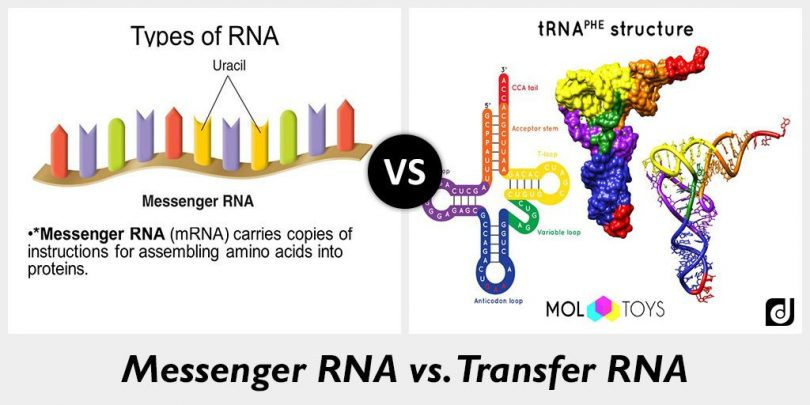 Types of RNA
Uracil
Messenger RNA
•*Messenger RNA (mRNA) carries copies of
instructions for assembling amino acids into
proteins.
VS
tRNAPHE structure
3'
CCA tail
5'
Acceptor stem
T-loop
Variable loop
Anticodon loop
MOL TOYS
Messenger RNA vs. Transfer RNA